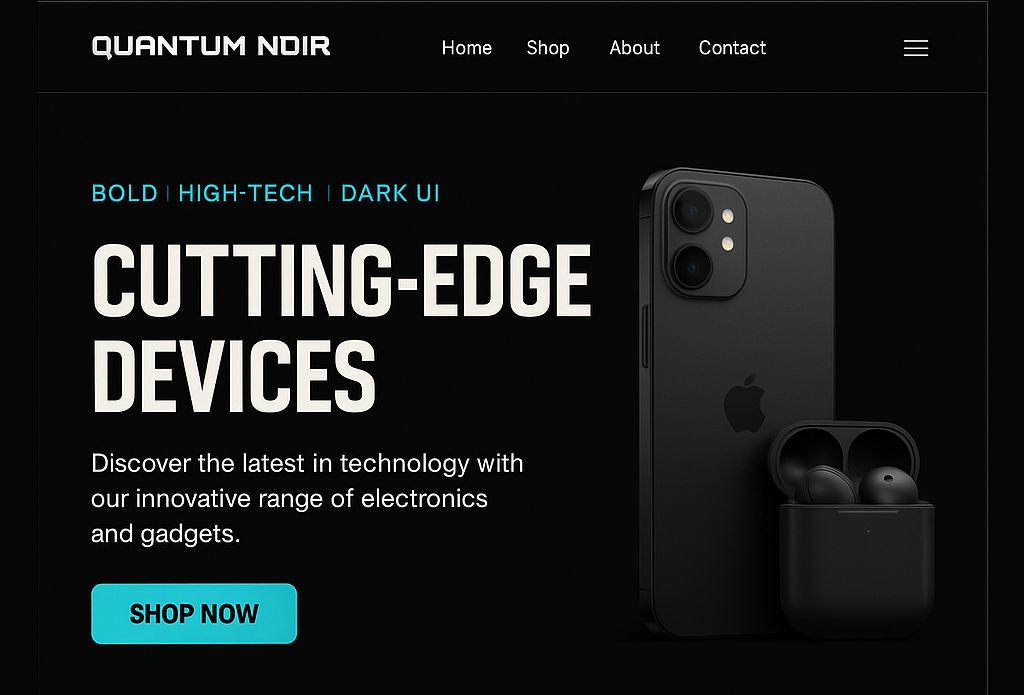 QUANTUM NOIR
Home Shop About Contact
BOLD | HIGH-TECH | DARK UI
CUTTING-EDGE
DEVICES
Discover the latest in technology with
our innovative range of electronics
and gadgets.
SHOP NOW